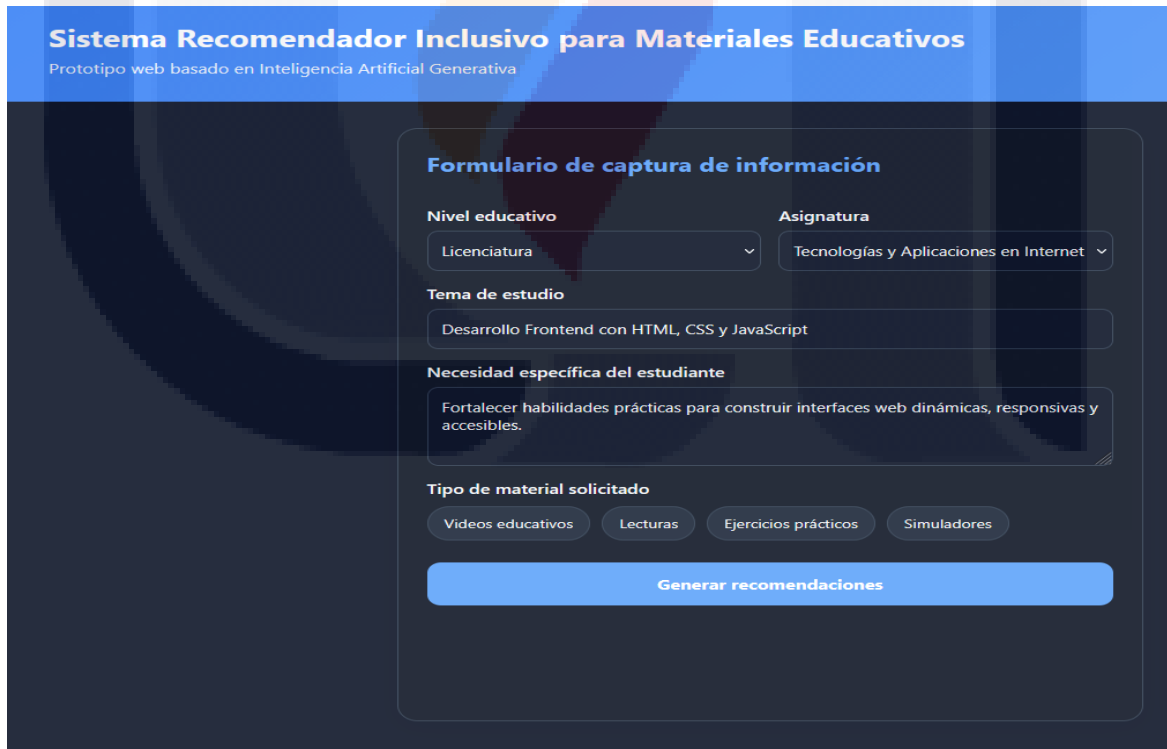 Sistema Recomendador Inclusivo para Materiales Educativos
Prototipo web basado en Inteligencia Artificial Generativa
Formulario de captura de información
Nivel educativo
Asignatura
Licenciatura
Tecnologías y Aplicaciones en Internet
Tema de estudio
Desarrollo Frontend con HTML, CSS y JavaScript
Necesidad específica del estudiante
Fortalecer habilidades prácticas para construir interfaces web dinámicas, responsivas y
accesibles.
Tipo de material solicitado
Videos educativos
Lecturas
Ejercicios prácticos
Simuladores
Generar recomendaciones